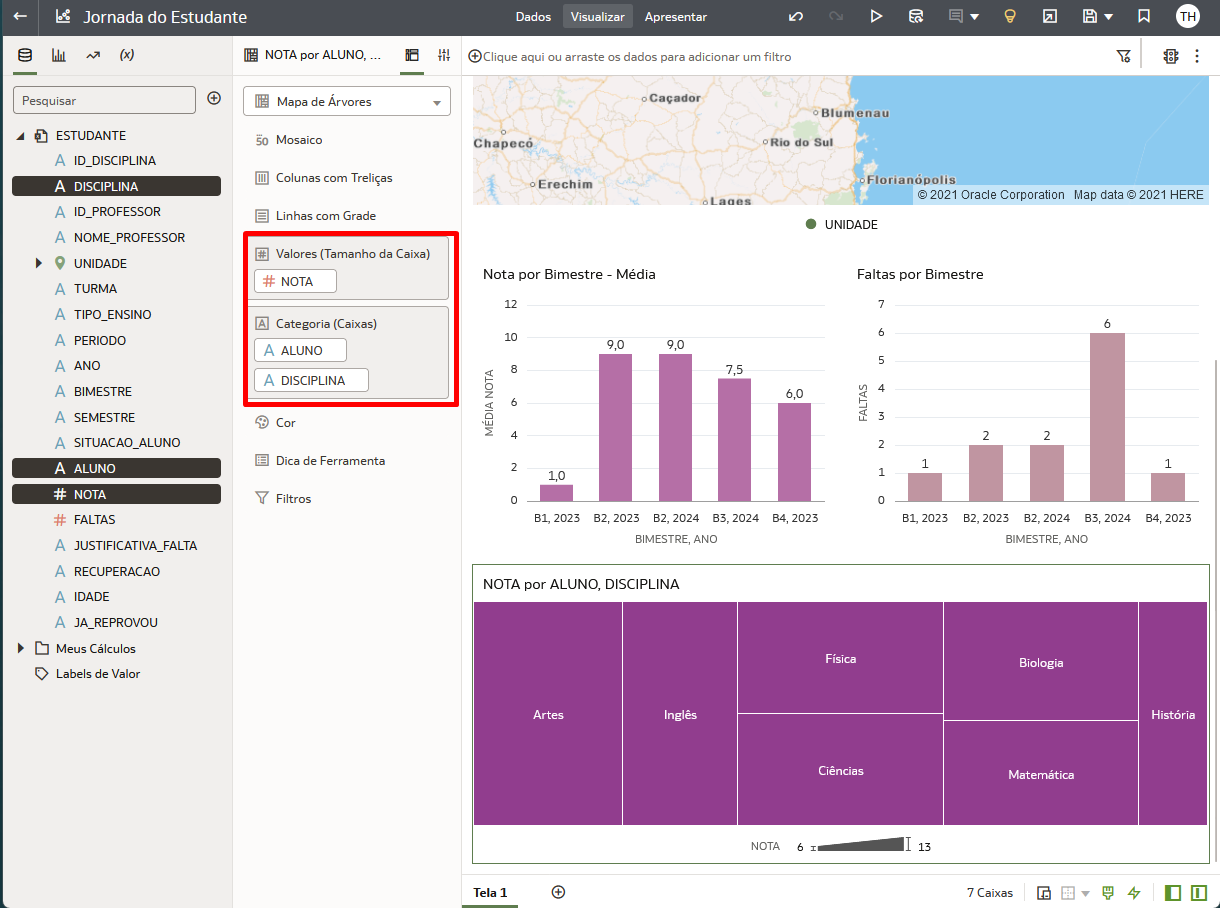 Jornada do Estudante
Dados Visualizar Apresentar
TH
(x)
NOTA por ALUNO, ...
Clique aqui ou arraste os dados para adicionar um filtro
Pesquisar
ESTUDANTE
ID_DISCIPLINA
DISCIPLINA
ID_PROFESSOR
NOME_PROFESSOR
UNIDADE
TURMA
TIPO_ENSINO
PERIODO
ANO
BIMESTRE
SEMESTRE
SITUACAO_ALUNO
ALUNO
NOTA
FALTAS
JUSTIFICATIVA_FALTA
RECUPERACAO
IDADE
JA_REPROVOU
Meus Cálculos
Labels de Valor
Mapa de Árvores
Mosaico
Colunas com Treliças
Linhas com Grade
Valores (Tamanho da Caixa)
NOTA
Categoria (Caixas)
ALUNO
DISCIPLINA
Cor
Dica de Ferramenta
Filtros
Caçador
Blumenau
Chapecó
Rio do Sul
Erechim
Florianópolis
Lages
© 2021 Oracle Corporation Map data © 2021 HERE
UNIDADE
Nota por Bimestre - Média
MÉDIA NOTA
12
10
8
6
4
2
0
1,0
9,0
9,0
7,5
6,0
B1, 2023 B2, 2023 B2, 2024 B3, 2024 B4, 2023
BIMESTRE, ANO
Faltas por Bimestre
FALTAS
7
6
5
4
3
2
1
0
1
2
2
6
1
B1, 2023 B2, 2023 B2, 2024 B3, 2024 B4, 2023
BIMESTRE, ANO
NOTA por ALUNO, DISCIPLINA
Artes
Inglês
Física
Ciências
Biologia
Matemática
História
NOTA 6 13
Tela 1
7 Caixas